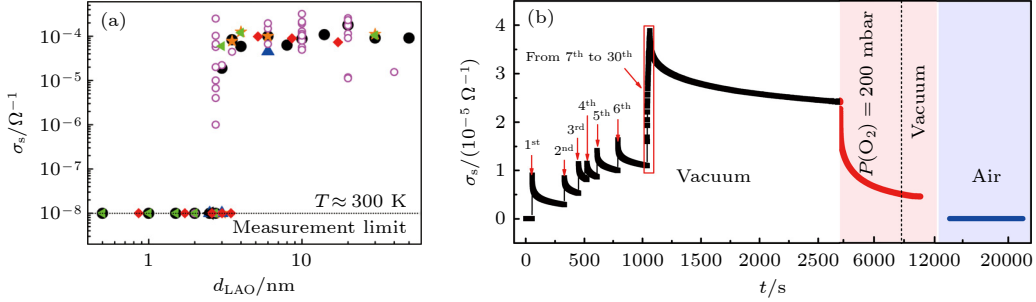 (a)
10⁻⁴
10⁻⁵
10⁻⁶
10⁻⁷
10⁻⁸
σₛ/Ω⁻¹
T≈300 K
Measurement limit
1
10
d_LAO/nm
(b)
4
3
2
1
0
σₛ/(10⁻⁵ Ω⁻¹)
From 7ᵗʰ to 30ᵗʰ
1ˢᵗ
2ⁿᵈ
3ʳᵈ
4ᵗʰ
5ᵗʰ
6ᵗʰ
Vacuum
P(O₂)=200 mbar
Vacuum
Air
0
500
1000
2000
2500
6000
12000
20000
t/s